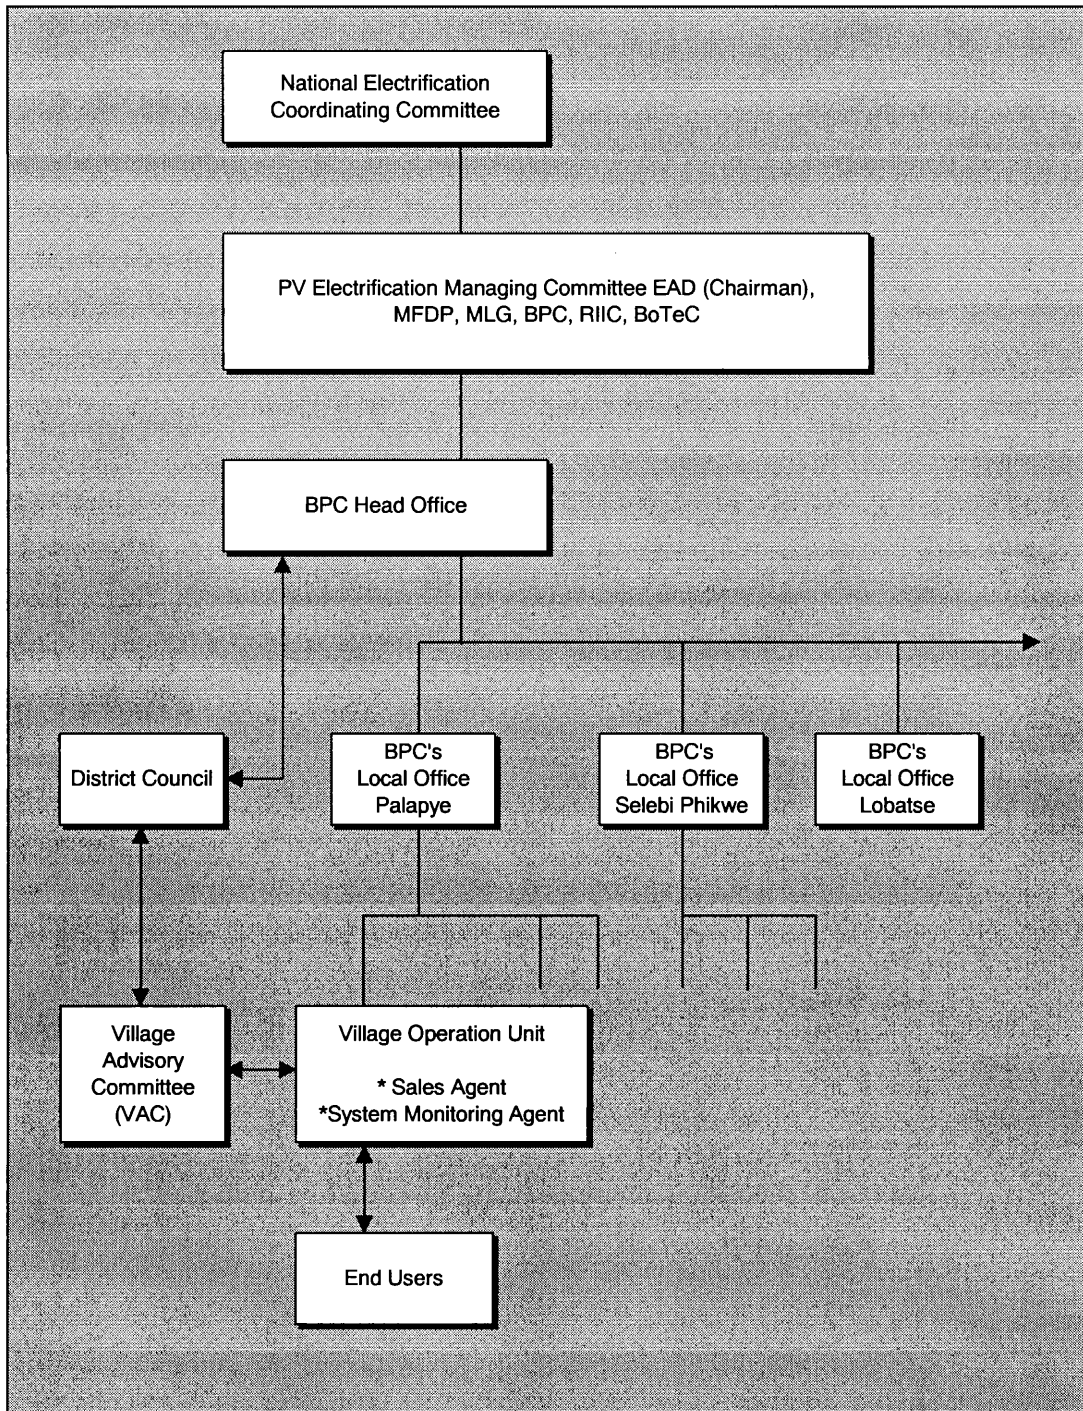 National Electrification
Coordinating Committee
PV Electrification Managing Committee EAD (Chairman),
MFDP, MLG, BPC, RIIC, BoTeC
BPC Head Office
District Council
BPC's
Local Office
Palapye
BPC's
Local Office
Selebi Phikwe
BPC's
Local Office
Lobatse
Village
Advisory
Committee
(VAC)
Village Operation Unit
* Sales Agent
*System Monitoring Agent
End Users